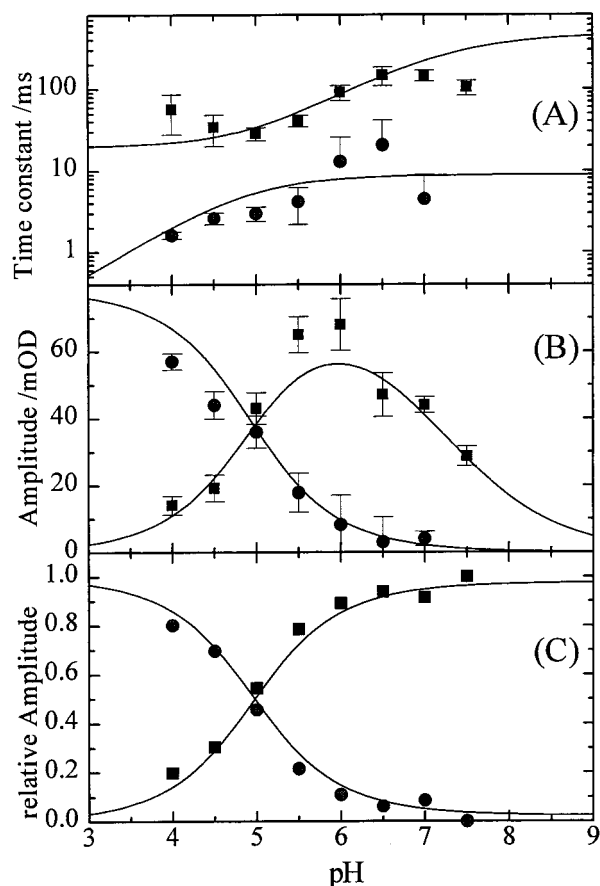 Time constant /ms
100
10
1
(A)
Amplitude /mOD
60
40
20
0
(B)
relative Amplitude
1.0
0.8
0.6
0.4
0.2
0.0
(C)
3 4 5 6 7 8 9
pH